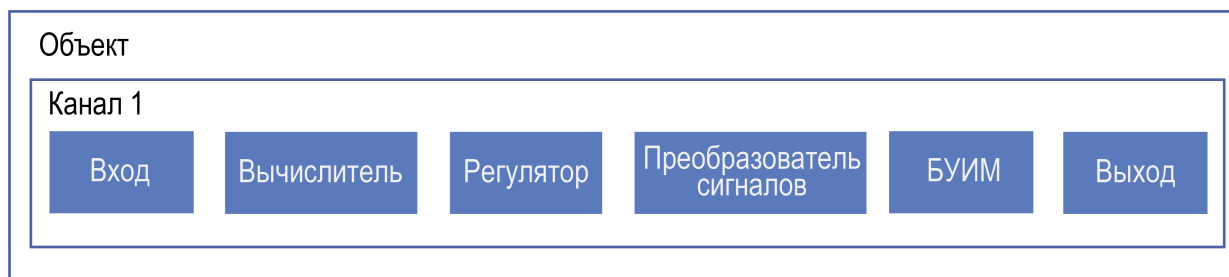 Объект
Канал 1
Вход
Вычислитель
Регулятор
Преобразователь
сигналов
БУИМ
Выход